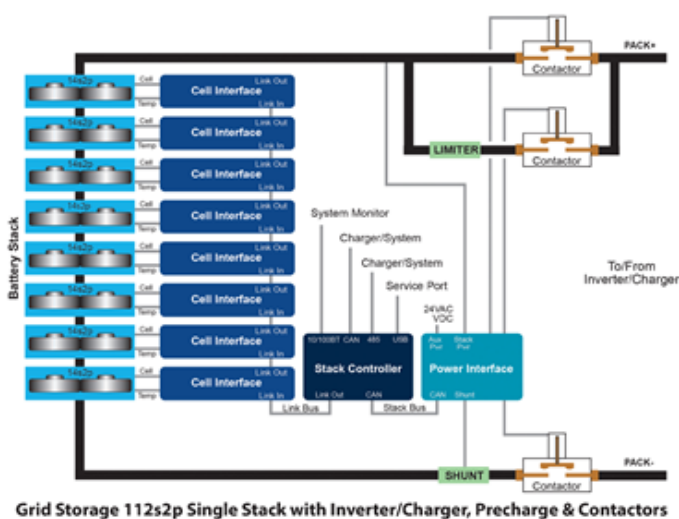 PACK+
Contactor
14s2p
Cell
Temp
Link Out
Cell Interface
Link In
14s2p
Cell
Temp
Link Out
Cell Interface
Link In
LIMITER
Contactor
14s2p
Cell
Temp
Link Out
Cell Interface
Link In
14s2p
Cell
Temp
Link Out
Cell Interface
Link In
Battery Stack
System Monitor
Charger/System
Charger/System
Service Port
To/From
Inverter/Charger
14s2p
Cell
Temp
Link Out
Cell Interface
Link In
14s2p
Cell
Temp
Link Out
Cell Interface
Link In
24VAC
VDC
14s2p
Cell
Temp
Link Out
Cell Interface
Link In
10/100BT
CAN
485
USB
Stack Controller
Link Out
CAN
Aux
Pwr
Stack
Pwr
Power Interface
CAN
Shunt
14s2p
Cell
Temp
Link Out
Cell Interface
Link In
Link Bus
Stack Bus
SHUNT
PACK-
Contactor
Grid Storage 112s2p Single Stack with Inverter/Charger, Precharge & Contactors